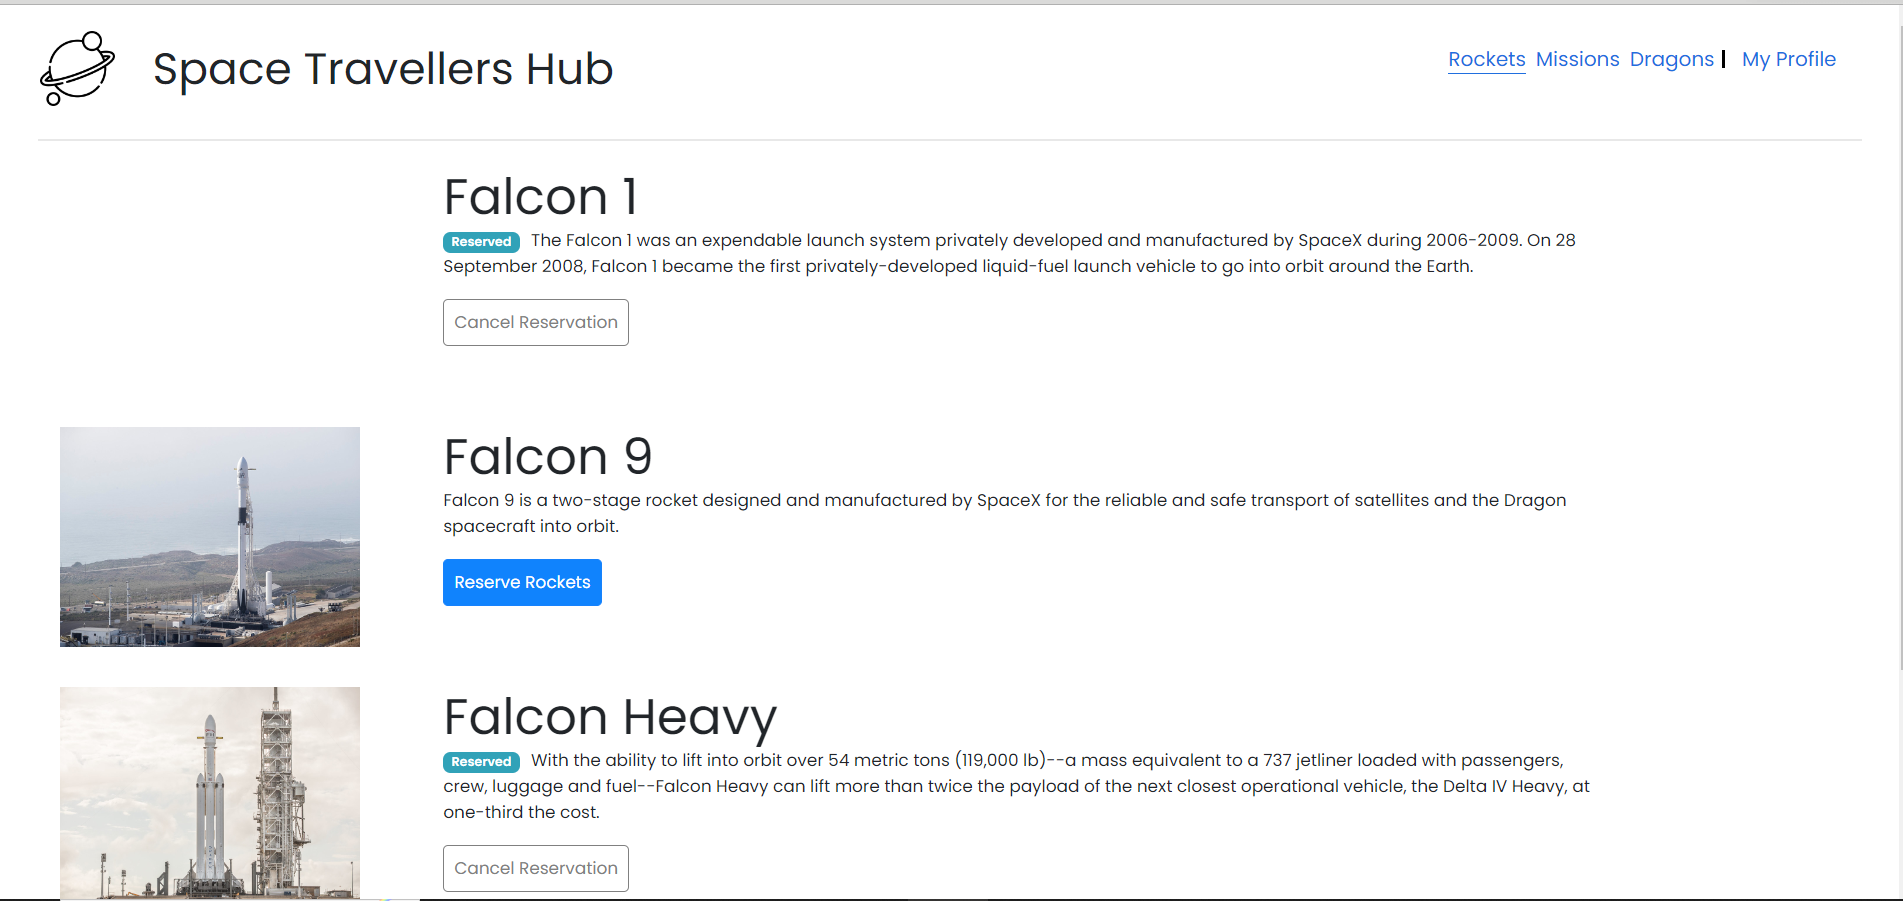 Space Travellers Hub
Rockets Missions Dragons | My Profile
Falcon 1
Reserved The Falcon 1 was an expendable launch system privately developed and manufactured by SpaceX during 2006-2009. On 28
September 2008, Falcon 1 became the first privately-developed liquid-fuel launch vehicle to go into orbit around the Earth.
Cancel Reservation
Falcon 9
Falcon 9 is a two-stage rocket designed and manufactured by SpaceX for the reliable and safe transport of satellites and the Dragon
spacecraft into orbit.
Reserve Rockets
Falcon Heavy
Reserved With the ability to lift into orbit over 54 metric tons (119,000 lb)--a mass equivalent to a 737 jetliner loaded with passengers,
crew, luggage and fuel--Falcon Heavy can lift more than twice the payload of the next closest operational vehicle, the Delta IV Heavy, at
one-third the cost.
Cancel Reservation